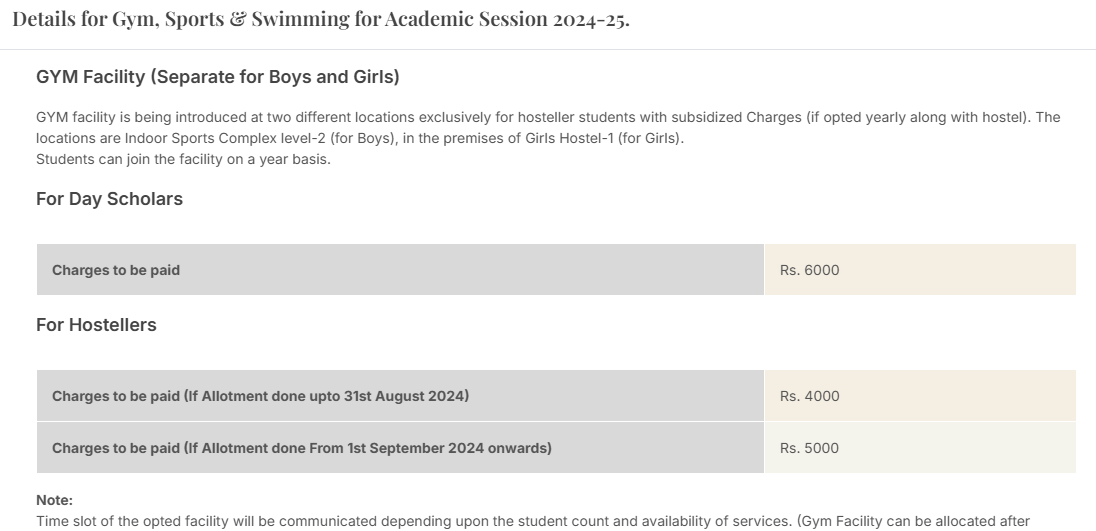 Details for Gym, Sports & Swimming for Academic Session 2024-25.
GYM Facility (Separate for Boys and Girls)
GYM facility is being introduced at two different locations exclusively for hosteller students with subsidized Charges (if opted yearly along with hostel). The
locations are Indoor Sports Complex level-2 (for Boys), in the premises of Girls Hostel-1 (for Girls).
Students can join the facility on a year basis.
For Day Scholars
Charges to be paid Rs. 6000
For Hostellers
Charges to be paid (If Allotment done upto 31st August 2024) Rs. 4000
Charges to be paid (If Allotment done From 1st September 2024 onwards) Rs. 5000
Note:
Time slot of the opted facility will be communicated depending upon the student count and availability of services. (Gym Facility can be allocated after